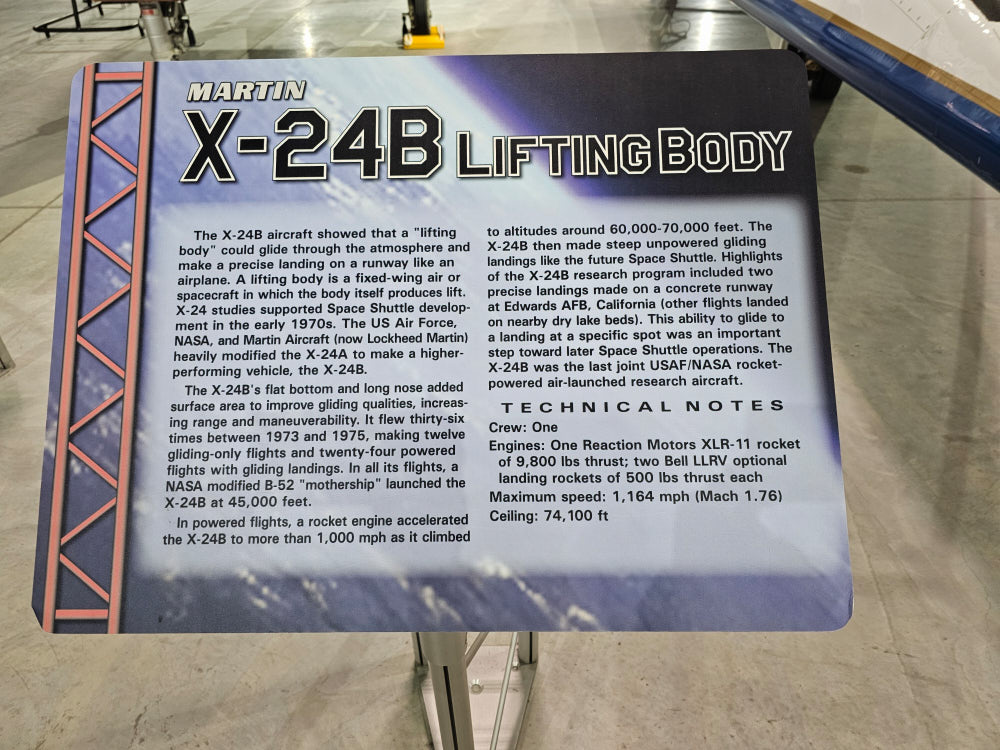 MARTIN
X-24B LIFTING BODY
The X-24B aircraft showed that a "lifting
body" could glide through the atmosphere and
make a precise landing on a runway like an
airplane. A lifting body is a fixed-wing air or
spacecraft in which the body itself produces lift.
X-24 studies supported Space Shuttle develop-
ment in the early 1970s. The US Air Force,
NASA, and Martin Aircraft (now Lockheed Martin)
heavily modified the X-24A to make a higher-
performing vehicle, the X-24B.
The X-24B's flat bottom and long nose added
surface area to improve gliding qualities, increas-
ing range and maneuverability. It flew thirty-six
times between 1973 and 1975, making twelve
gliding-only flights and twenty-four powered
flights with gliding landings. In all its flights, a
NASA modified B-52 "mothership" launched the
X-24B at 45,000 feet.
In powered flights, a rocket engine accelerated
the X-24B to more than 1,000 mph as it climbed
to altitudes around 60,000-70,000 feet. The
X-24B then made steep unpowered gliding
landings like the future Space Shuttle. Highlights
of the X-24B research program included two
precise landings made on a concrete runway
at Edwards AFB, California (other flights landed
on nearby dry lake beds). This ability to glide to
a landing at a specific spot was an important
step toward later Space Shuttle operations. The
X-24B was the last joint USAF/NASA rocket-
powered air-launched research aircraft.
TECHNICAL NOTES
Crew: One
Engines: One Reaction Motors XLR-11 rocket
of 9,800 lbs thrust; two Bell LLRV optional
landing rockets of 500 lbs thrust each
Maximum speed: 1,164 mph (Mach 1.76)
Ceiling: 74,100 ft